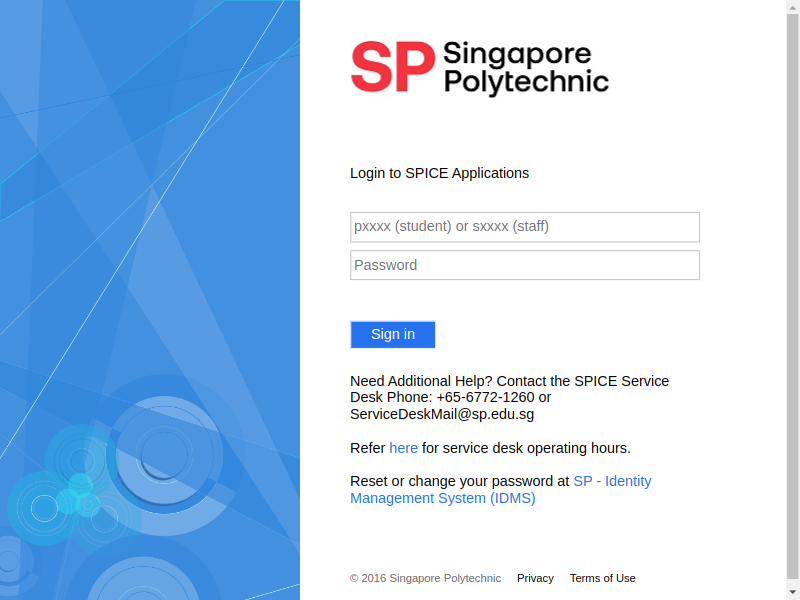 SP Singapore
Polytechnic
Login to SPICE Applications
pxxxx (student) or sxxxx (staff)
Password
Sign in
Need Additional Help? Contact the SPICE Service
Desk Phone: +65-6772-1260 or
ServiceDeskMail@sp.edu.sg
Refer here for service desk operating hours.
Reset or change your password at SP - Identity
Management System (IDMS)
© 2016 Singapore Polytechnic Privacy Terms of Use